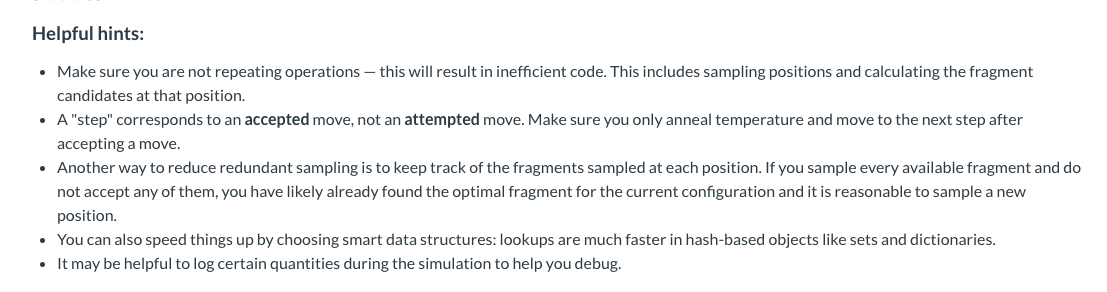 Helpful hints:
• Make sure you are not repeating operations — this will result in inefficient code. This includes sampling positions and calculating the fragment
candidates at that position.
• A "step" corresponds to an accepted move, not an attempted move. Make sure you only anneal temperature and move to the next step after
accepting a move.
• Another way to reduce redundant sampling is to keep track of the fragments sampled at each position. If you sample every available fragment and do
not accept any of them, you have likely already found the optimal fragment for the current configuration and it is reasonable to sample a new
position.
• You can also speed things up by choosing smart data structures: lookups are much faster in hash-based objects like sets and dictionaries.
• It may be helpful to log certain quantities during the simulation to help you debug.